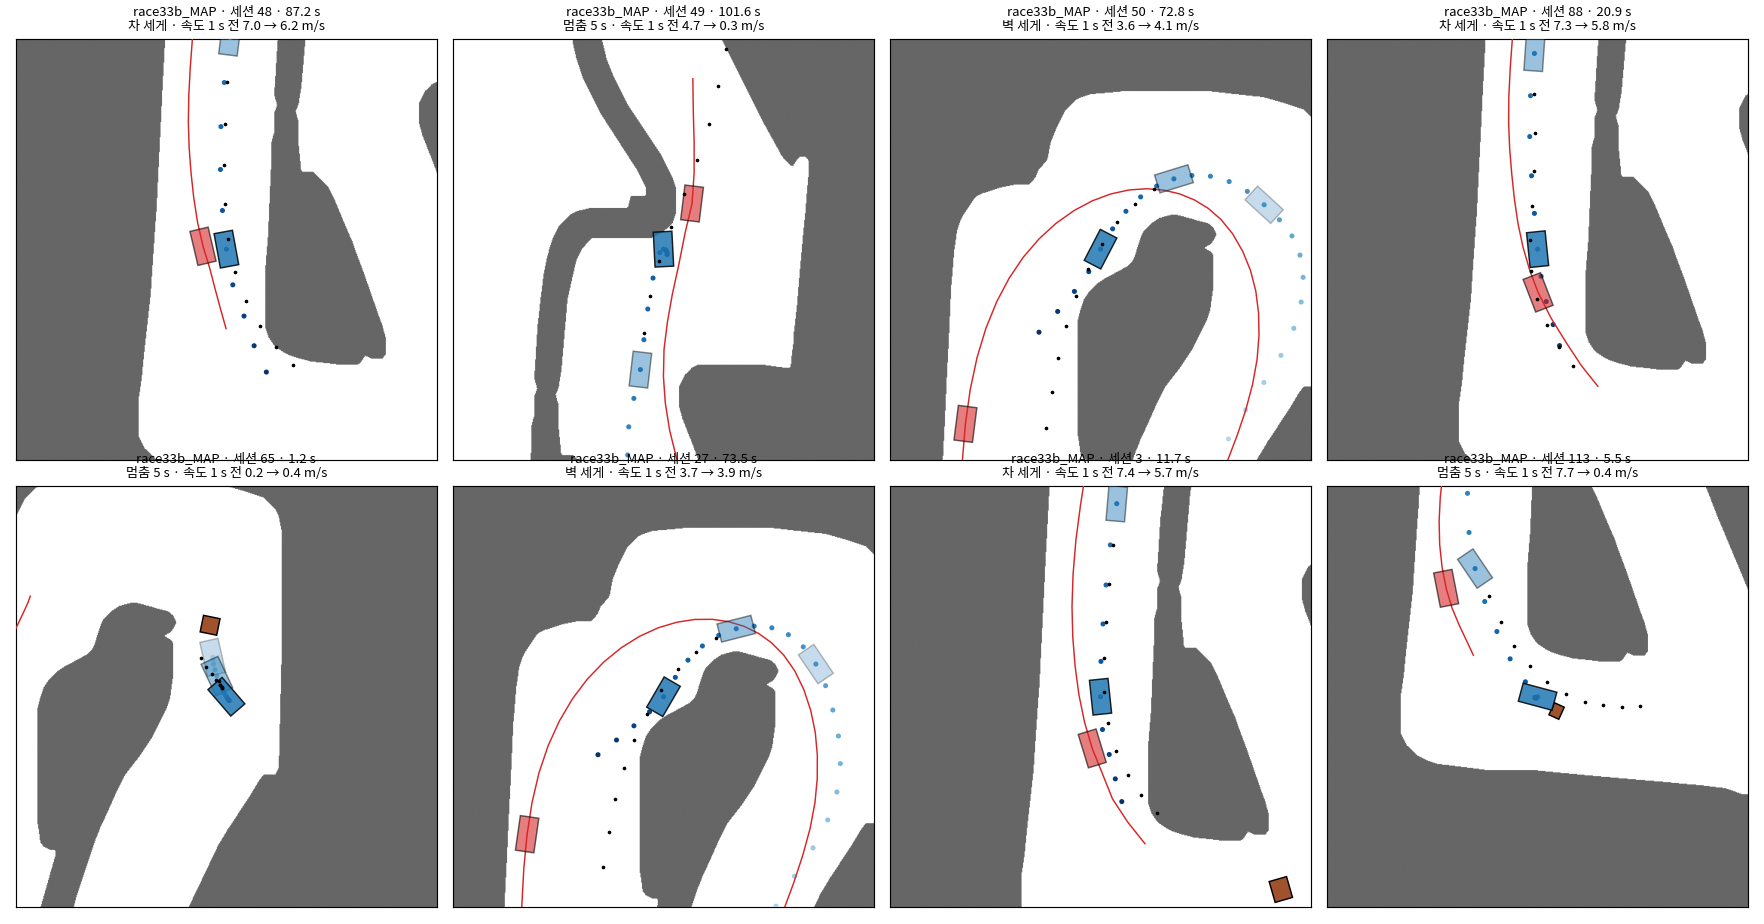 race33b_MAP · 세션 48 · 87.2 s
차 세게 · 속도 1 s 전 7.0 → 6.2 m/s
race33b_MAP · 세션 49 · 101.6 s
멈춤 5 s · 속도 1 s 전 4.7 → 0.3 m/s
race33b_MAP · 세션 50 · 72.8 s
벽 세게 · 속도 1 s 전 3.6 → 4.1 m/s
race33b_MAP · 세션 88 · 20.9 s
차 세게 · 속도 1 s 전 7.3 → 5.8 m/s
race33b_MAP · 세션 65 · 1.2 s
멈춤 5 s · 속도 1 s 전 0.2 → 0.4 m/s
race33b_MAP · 세션 27 · 73.5 s
벽 세게 · 속도 1 s 전 3.7 → 3.9 m/s
race33b_MAP · 세션 3 · 11.7 s
차 세게 · 속도 1 s 전 7.4 → 5.7 m/s
race33b_MAP · 세션 113 · 5.5 s
멈춤 5 s · 속도 1 s 전 7.7 → 0.4 m/s